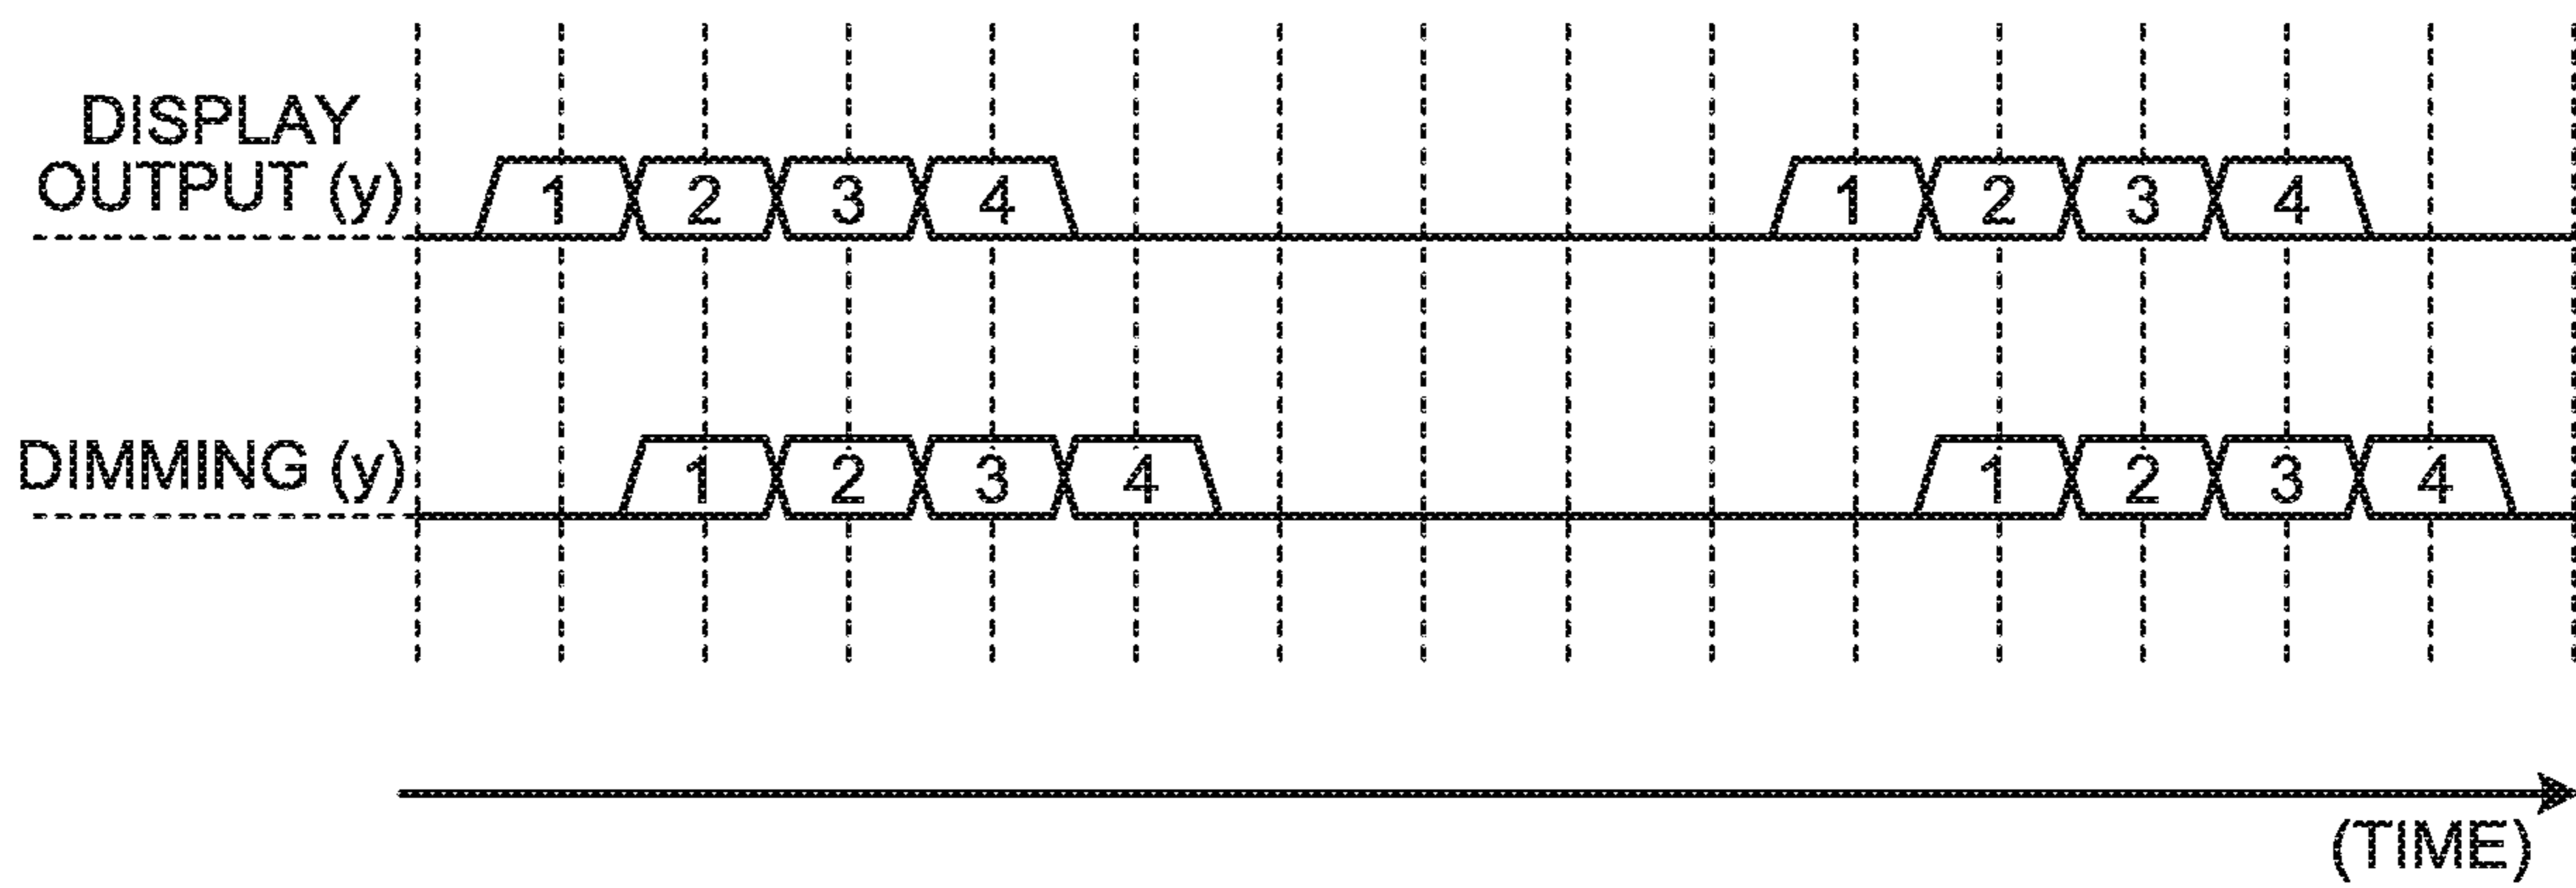 DISPLAY
OUTPUT (y)
1 2 3 4 1 2 3 4
DIMMING (y)
1 2 3 4 1 2 3 4
(TIME)